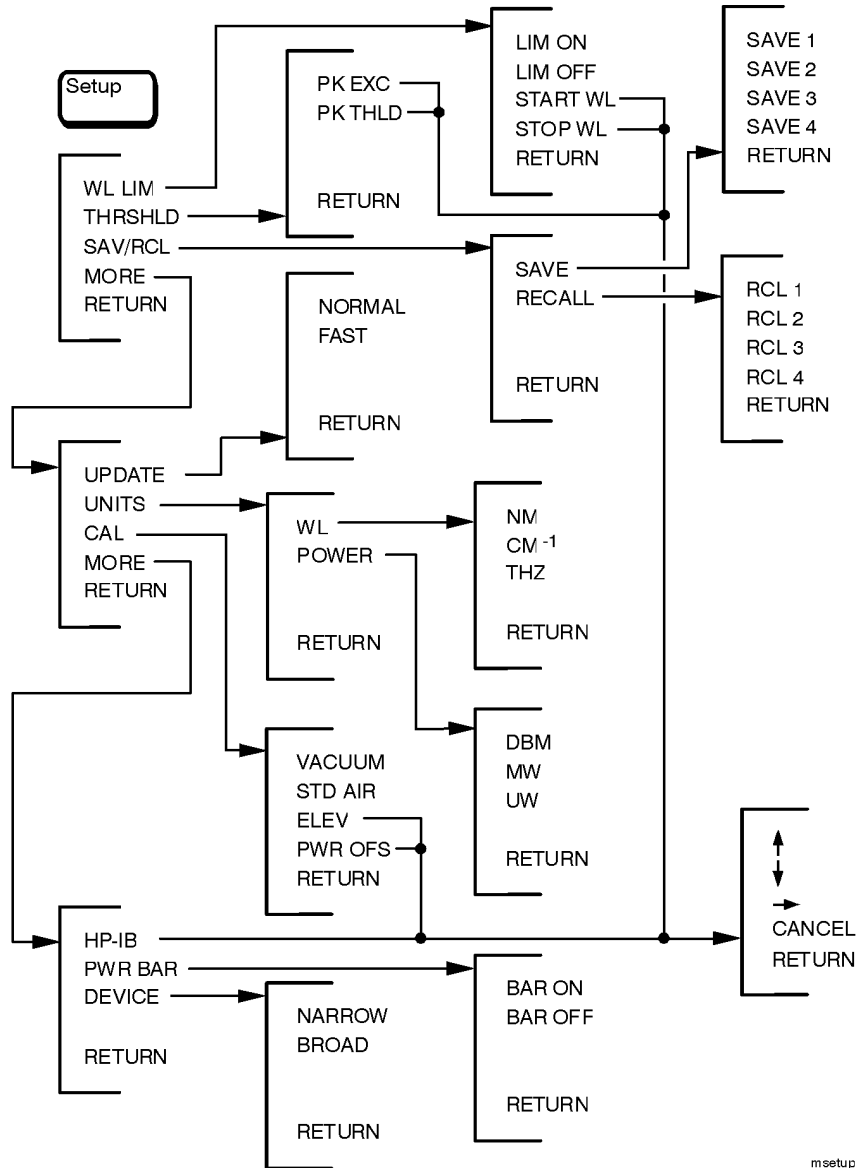 Setup
WL LIM
THRSHLD
SAV/RCL
MORE
RETURN
PK EXC
PK THLD
RETURN
LIM ON
LIM OFF
START WL
STOP WL
RETURN
SAVE 1
SAVE 2
SAVE 3
SAVE 4
RETURN
SAVE
RECALL
RETURN
RCL 1
RCL 2
RCL 3
RCL 4
RETURN
NORMAL
FAST
RETURN
UPDATE
UNITS
CAL
MORE
RETURN
WL
POWER
RETURN
NM
CM-1
THZ
RETURN
DBM
MW
UW
RETURN
VACUUM
STD AIR
ELEV
PWR OFS
RETURN
HP-IB
PWR BAR
DEVICE
RETURN
NARROW
BROAD
RETURN
BAR ON
BAR OFF
RETURN
CANCEL
RETURN
msetup